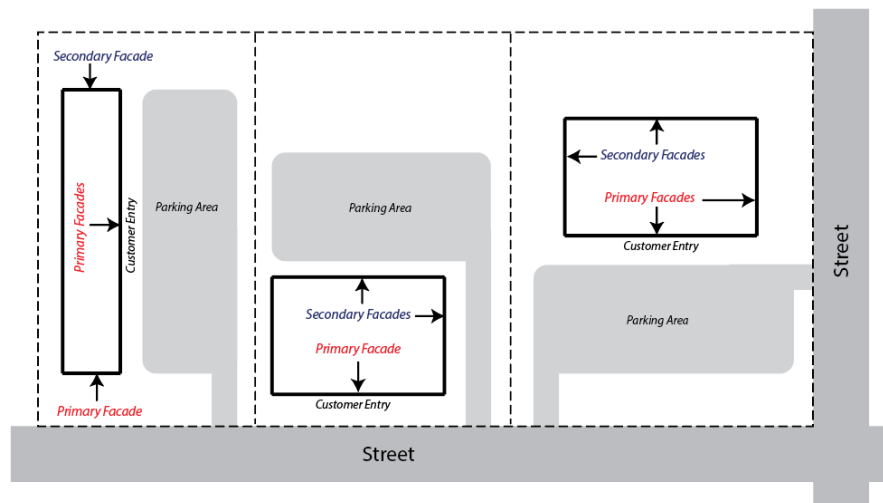 Secondary Facade
Primary Facades
Customer Entry
Parking Area
Primary Facade
Parking Area
Secondary Facades
Primary Facade
Customer Entry
Secondary Facades
Primary Facades
Customer Entry
Parking Area
Street
Street